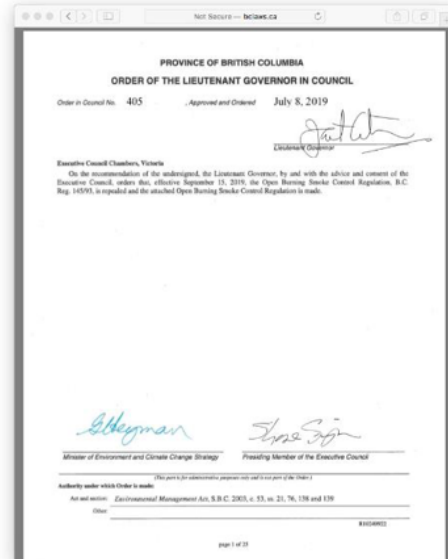 Not Secure — bclaws.ca
PROVINCE OF BRITISH COLUMBIA
ORDER OF THE LIEUTENANT GOVERNOR IN COUNCIL
Order in Council No. 405 , Approved and Ordered July 8, 2019
Lieutenant Governor
Executive Council Chambers, Victoria
On the recommendation of the undersigned, the Lieutenant Governor, by and with the advice and consent of the
Executive Council, orders that, effective September 15, 2019, the Open Burning Smoke Control Regulation, B.C.
Reg. 145/93, is repealed and the attached Open Burning Smoke Control Regulation is made.
Minister of Environment and Climate Change Strategy Presiding Member of the Executive Council
(This part is for administrative purposes only and is not part of the Order.)
Authority under which Order is made:
Act and section: Environmental Management Act, S.B.C. 2003, c. 53, ss. 21, 76, 138 and 139
Other:
page 1 of 25